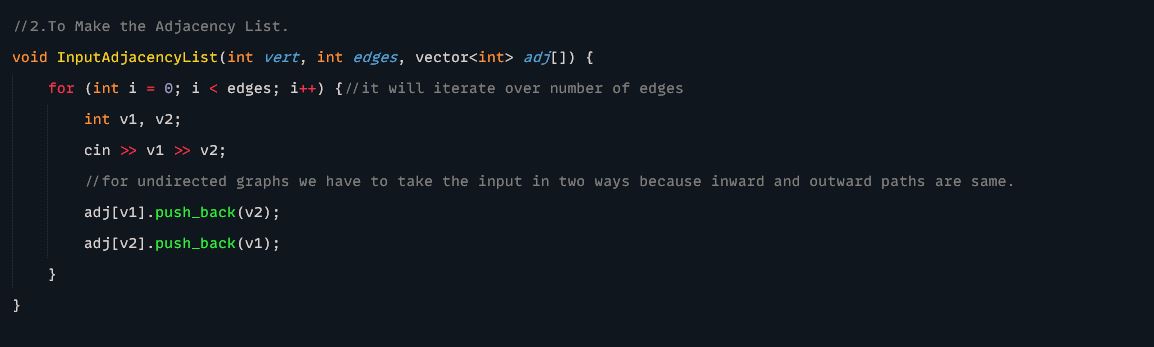 //2.To Make the Adjacency List.
void InputAdjacencyList(int vert, int edges, vector<int> adj[]) {
for (int i = 0; i < edges; i++) {//it will iterate over number of edges
int v1, v2;
cin >> v1 >> v2;
//for undirected graphs we have to take the input in two ways because inward and outward paths are same.
adj[v1].push_back(v2);
adj[v2].push_back(v1);
}
}